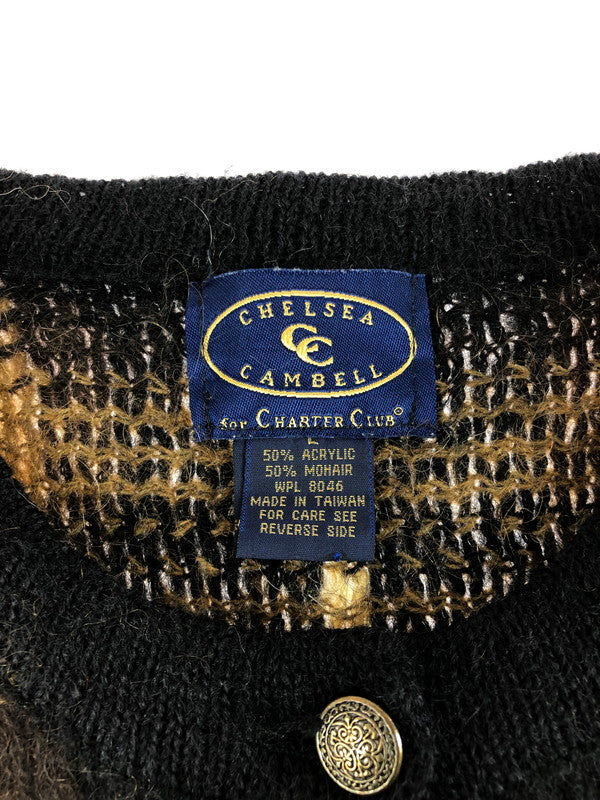 CHELSEA
CC
CAMBELL
for CHARTER CLUB©
L
50% ACRYLIC
50% MOHAIR
WPL 8046
MADE IN TAIWAN
FOR CARE SEE
REVERSE SIDE